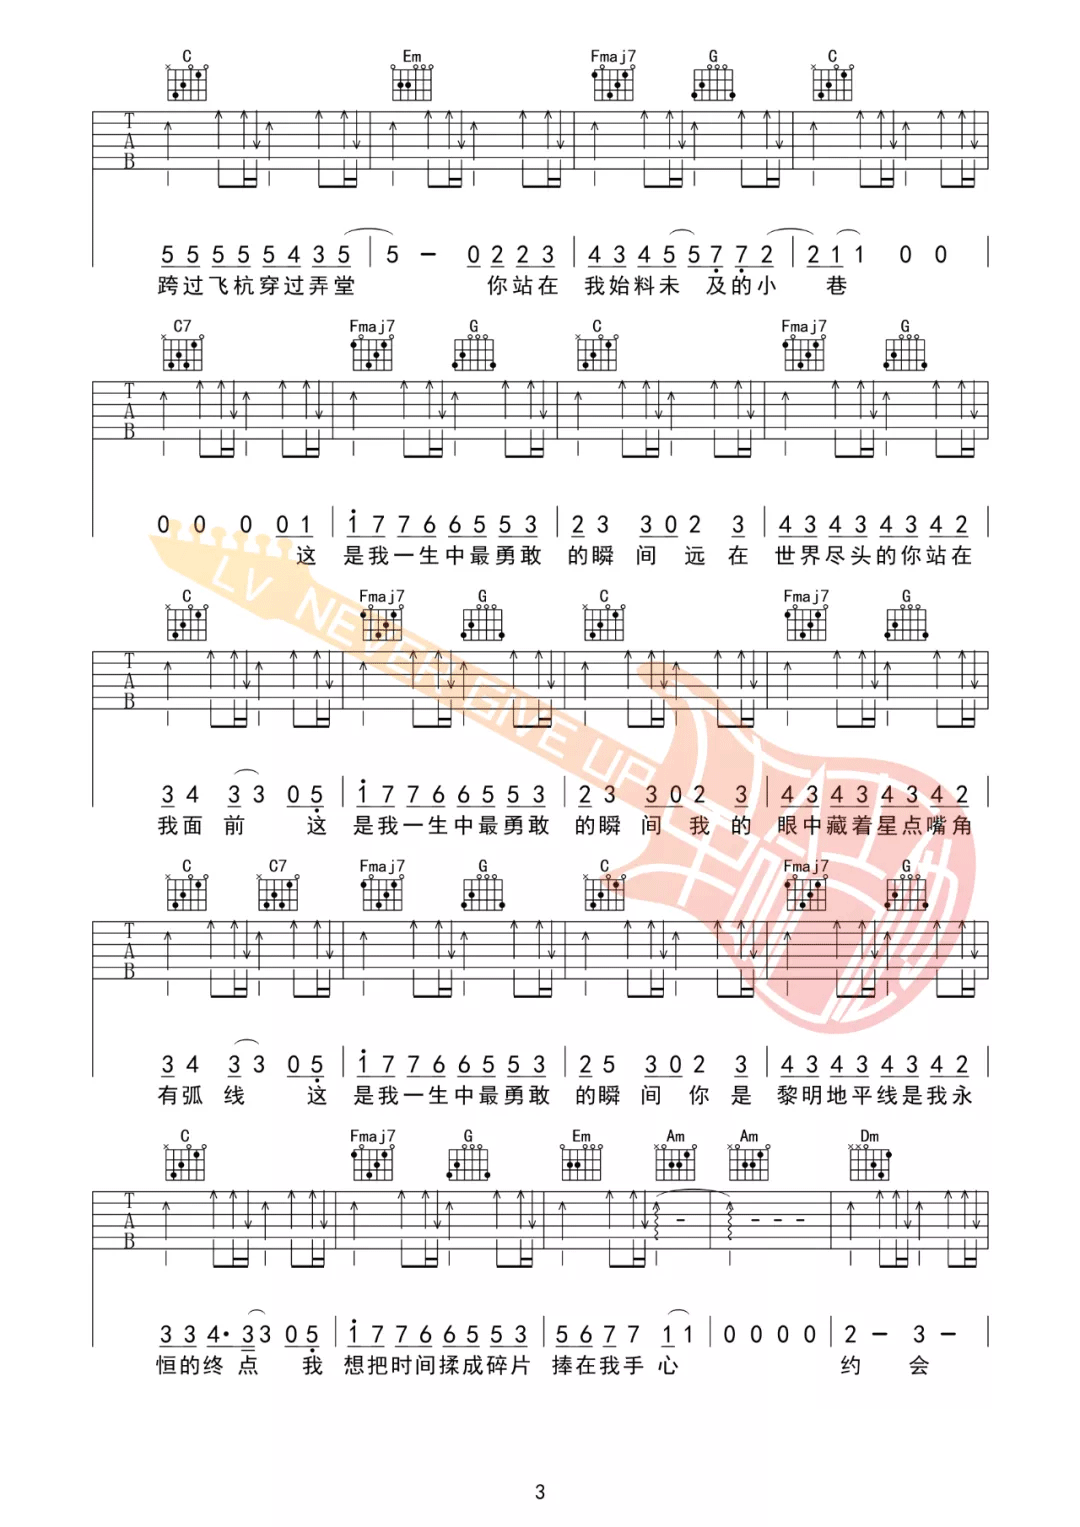 C Em Fmaj7 G C
T A B
5 5 5 5 5 4 3 5 | 5 - 0 2 2 3 | 4 3 4 5 5 7 7 2 | 2 1 1 0 0
跨过飞杭穿过弄堂 你站在 我始料未 及的小 巷
C7 Fmaj7 G C Fmaj7 G
T A B
0 0 0 0 1 | 1 7 7 6 6 5 5 3 | 2 3 3 0 2 3 | 4 3 4 3 4 3 4 2
这 是我一生中最勇敢 的瞬 间 远在 世界尽头的你站在
C Fmaj7 G C Fmaj7 G
T A B
3 4 3 3 0 5 | 1 7 7 6 6 5 5 3 | 2 3 3 0 2 3 | 4 3 4 3 4 3 4 2
我面 前 这 是我一生中最勇敢 的瞬 间 我 的 眼中藏着星点嘴角
C C7 Fmaj7 G C Fmaj7 G
T A B
3 4 3 3 0 5 | 1 7 7 6 6 5 5 3 | 2 5 3 0 2 3 | 4 3 4 3 4 3 4 2
有弧 线 这 是我一生中最勇敢 的瞬 间 你 是 黎明地平线是我永
C Fmaj7 G Em Am Am Dm
T A B
3 3 4· 3 3 0 5 | 1 7 7 6 6 5 5 3 | 5 6 7 7 1 1 | 0 0 0 0 | 2 - 3 -
恒的终 点 我 想把时间揉成碎片 捧在我手 心 约 会
LV NEVER GIVE UP
3